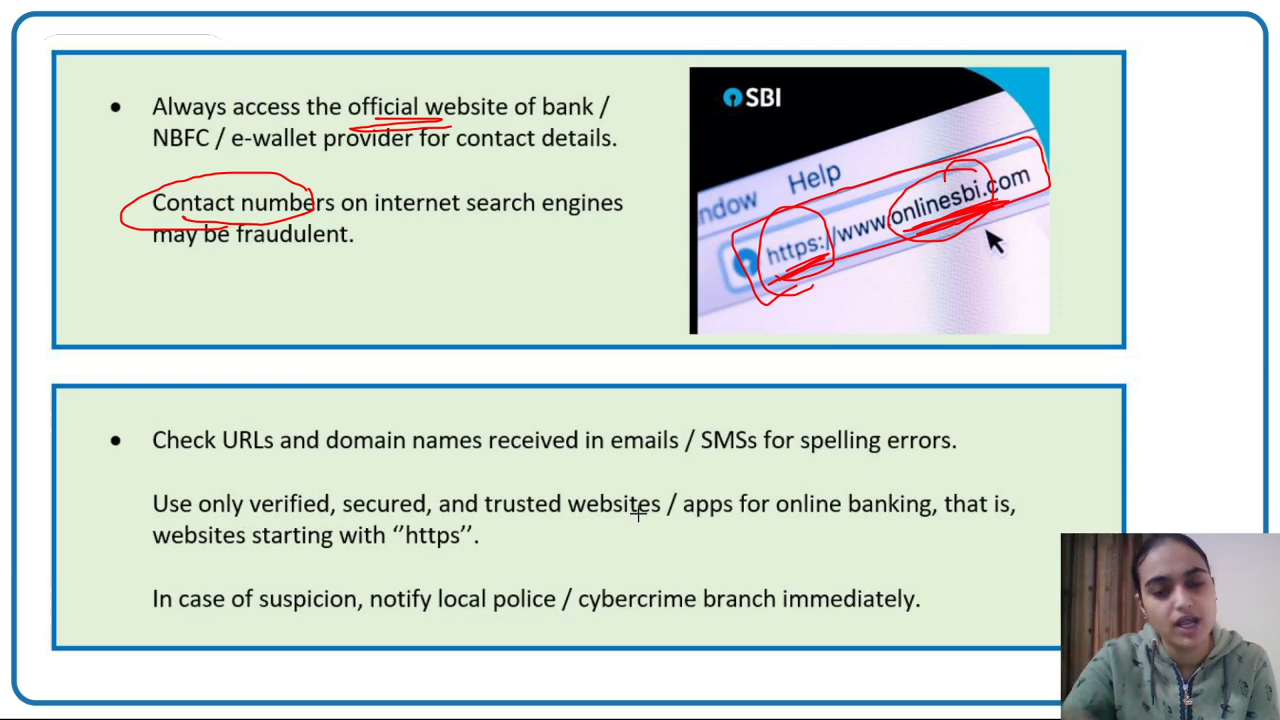 • Always access the official website of bank /
NBFC / e-wallet provider for contact details.
Contact numbers on internet search engines
may be fraudulent.
SBI
ndow Help
https://www.onlinesbi.com
• Check URLs and domain names received in emails / SMSs for spelling errors.
Use only verified, secured, and trusted websites / apps for online banking, that is,
websites starting with ‘’https’’.
In case of suspicion, notify local police / cybercrime branch immediately.